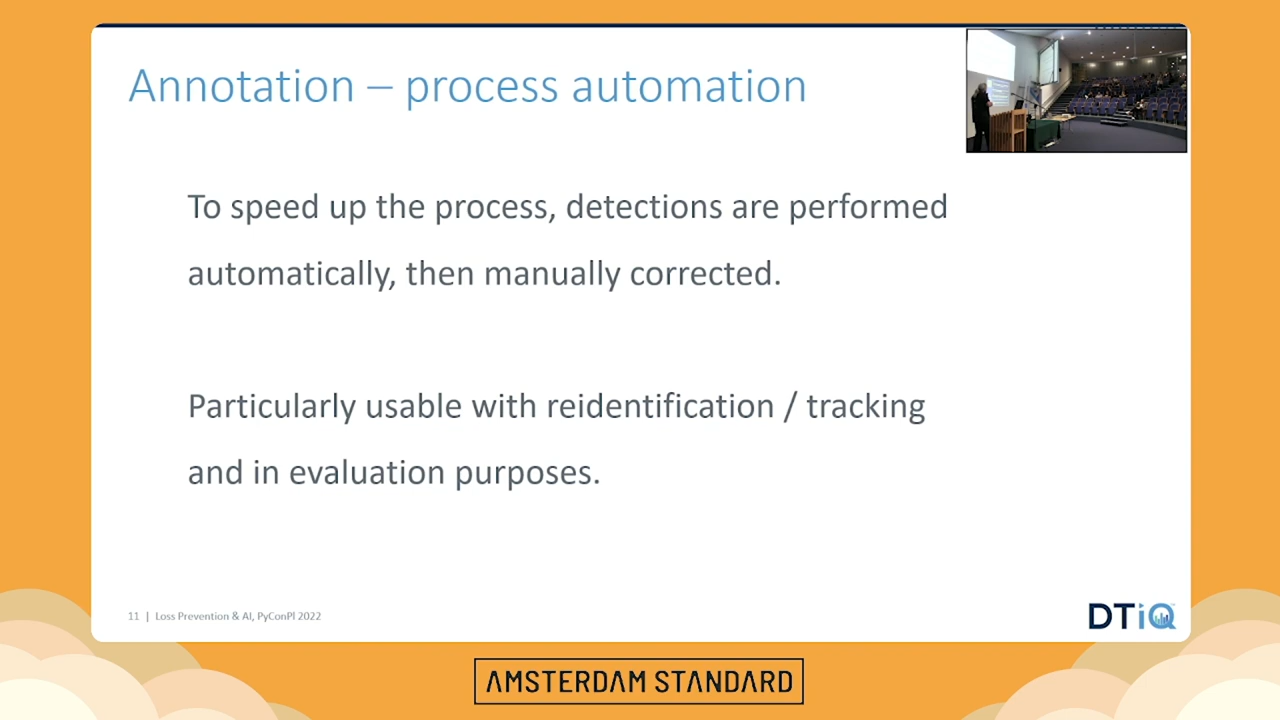 Annotation – process automation
To speed up the process, detections are performed
automatically, then manually corrected.
Particularly usable with reidentification / tracking
and in evaluation purposes.
11 | Loss Prevention & AI, PyConPl 2022
DTiQ
AMSTERDAM STANDARD